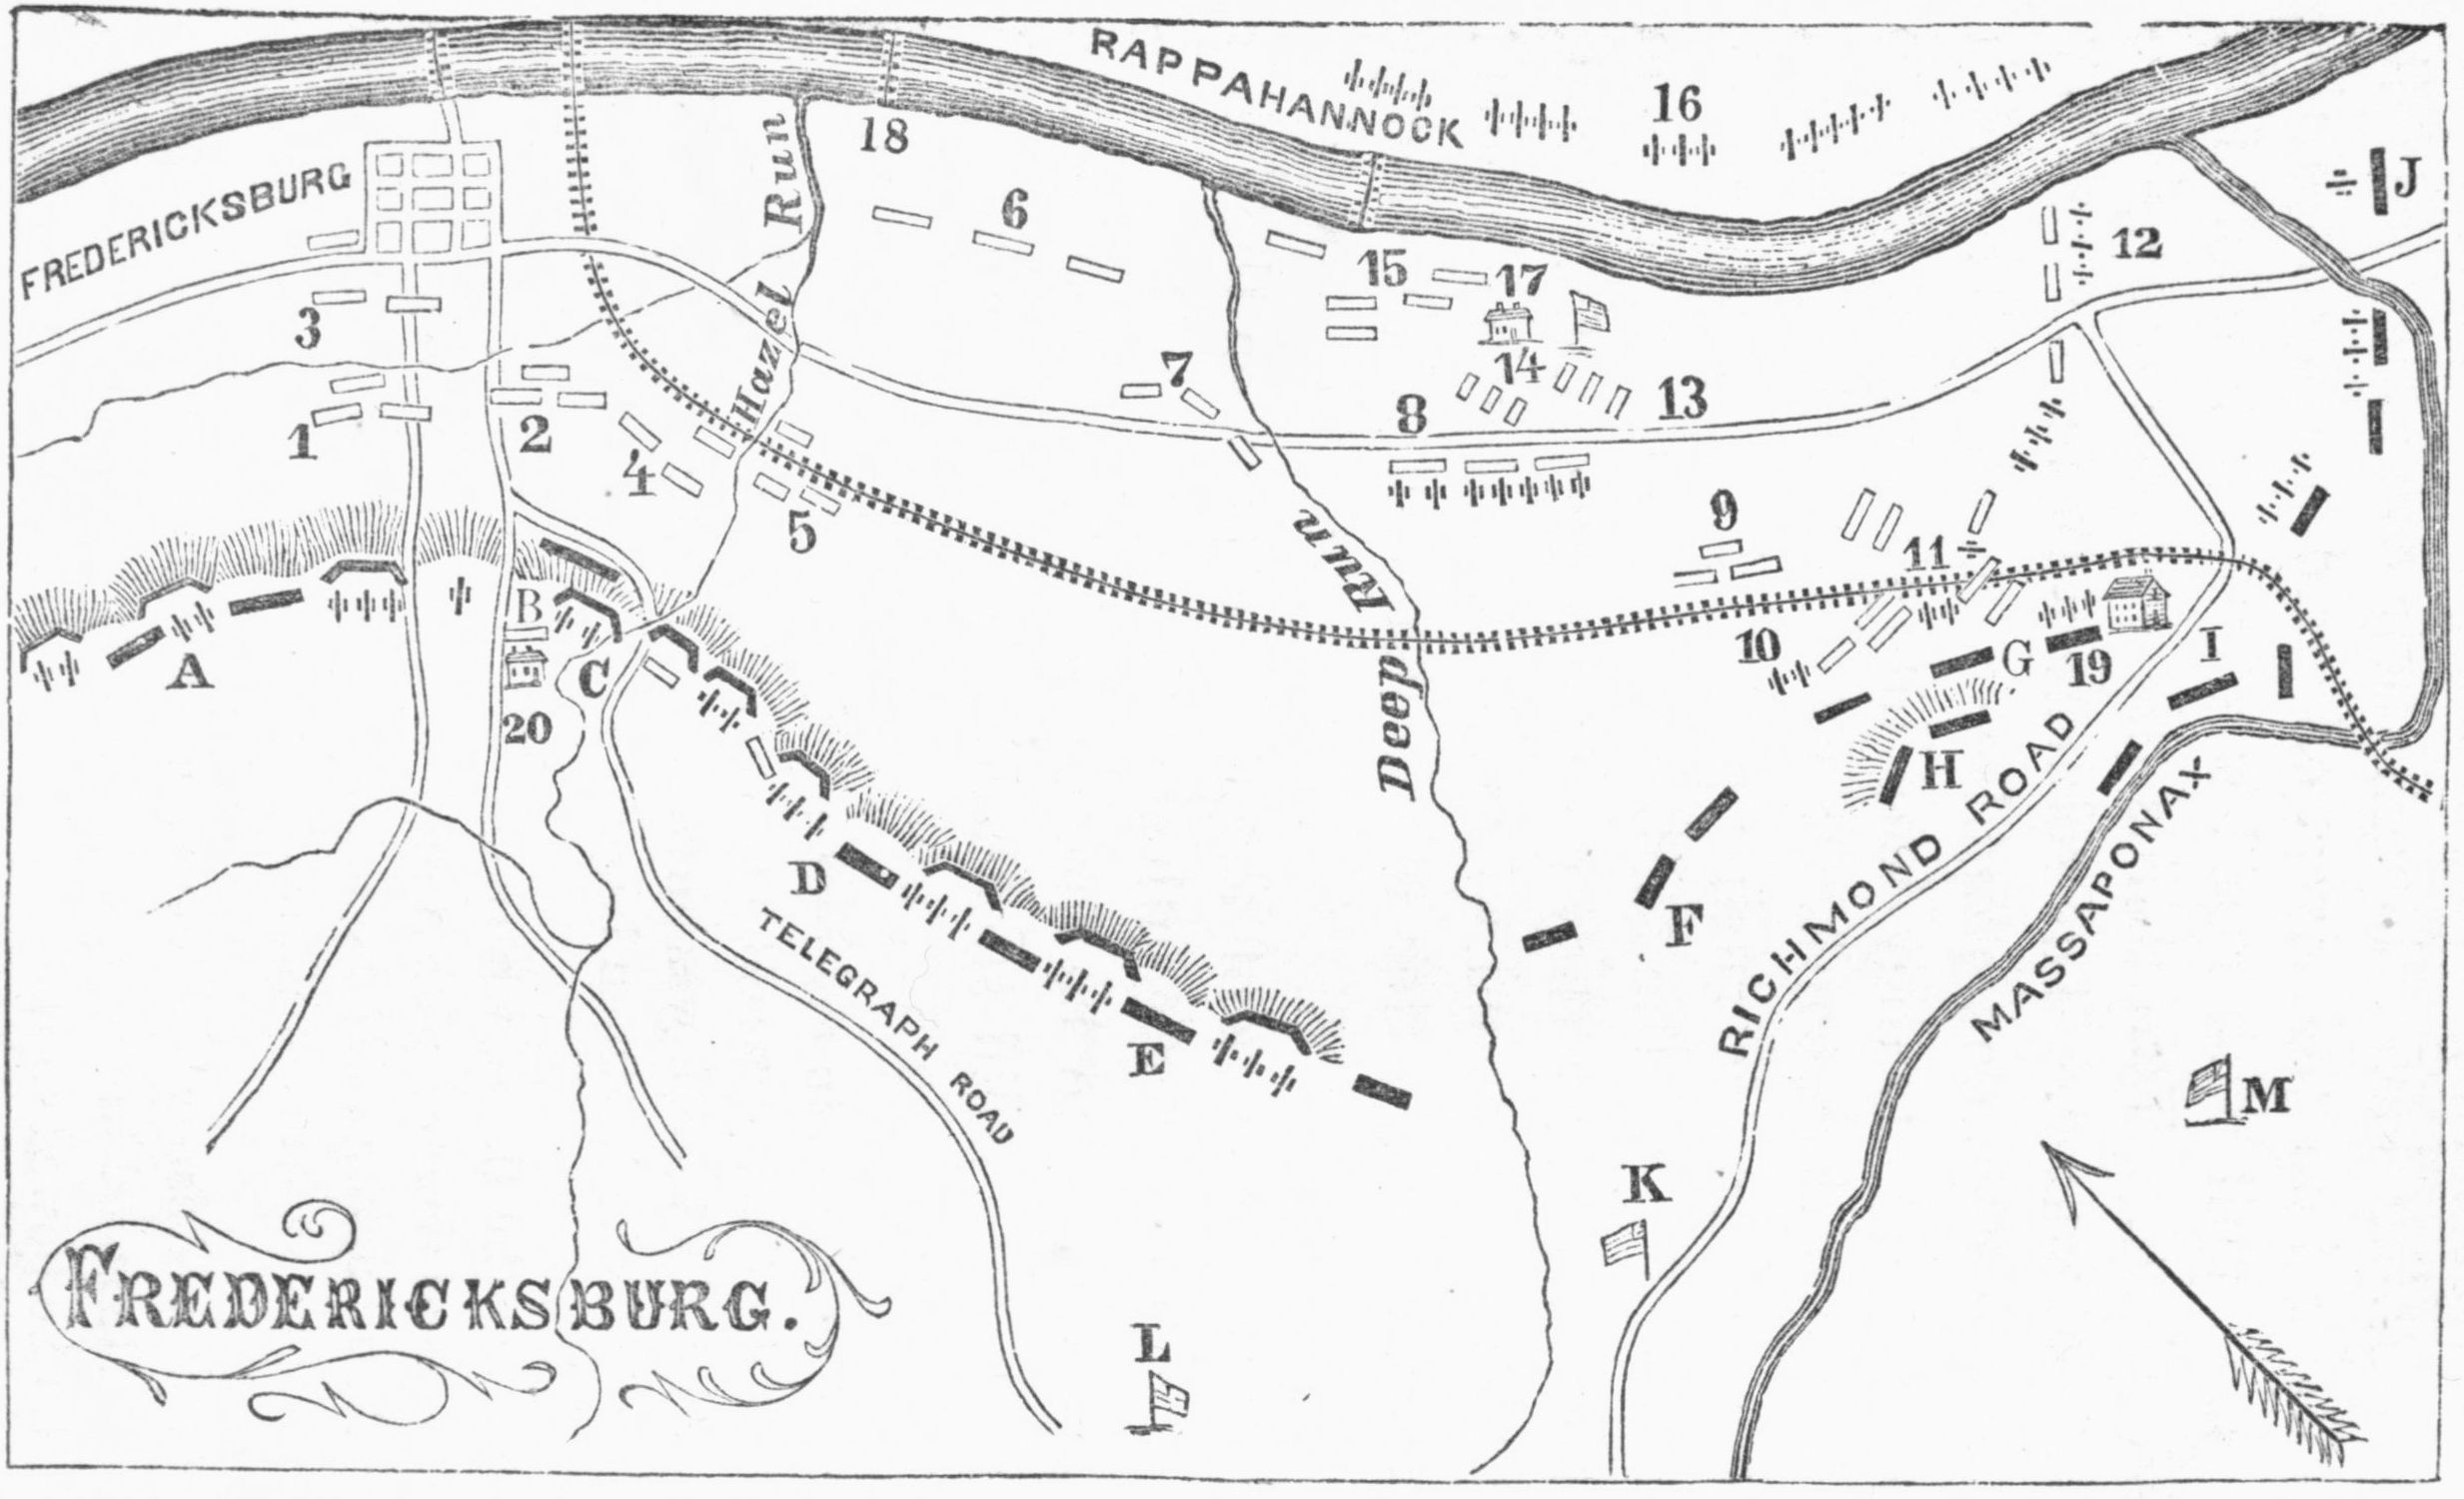 RAPPAHANNOCK
16
J
18
Hazel Run
6
FREDERICKSBURG
12
15
17
3
14
7
13
8
1
2
4
5
9
11
Deep Run
B
10
G
19
I
A
C
20
H
D
F
RICHMOND ROAD
MASSAPONAX
TELEGRAPH ROAD
E
M
K
L
FREDERICKSBURG.